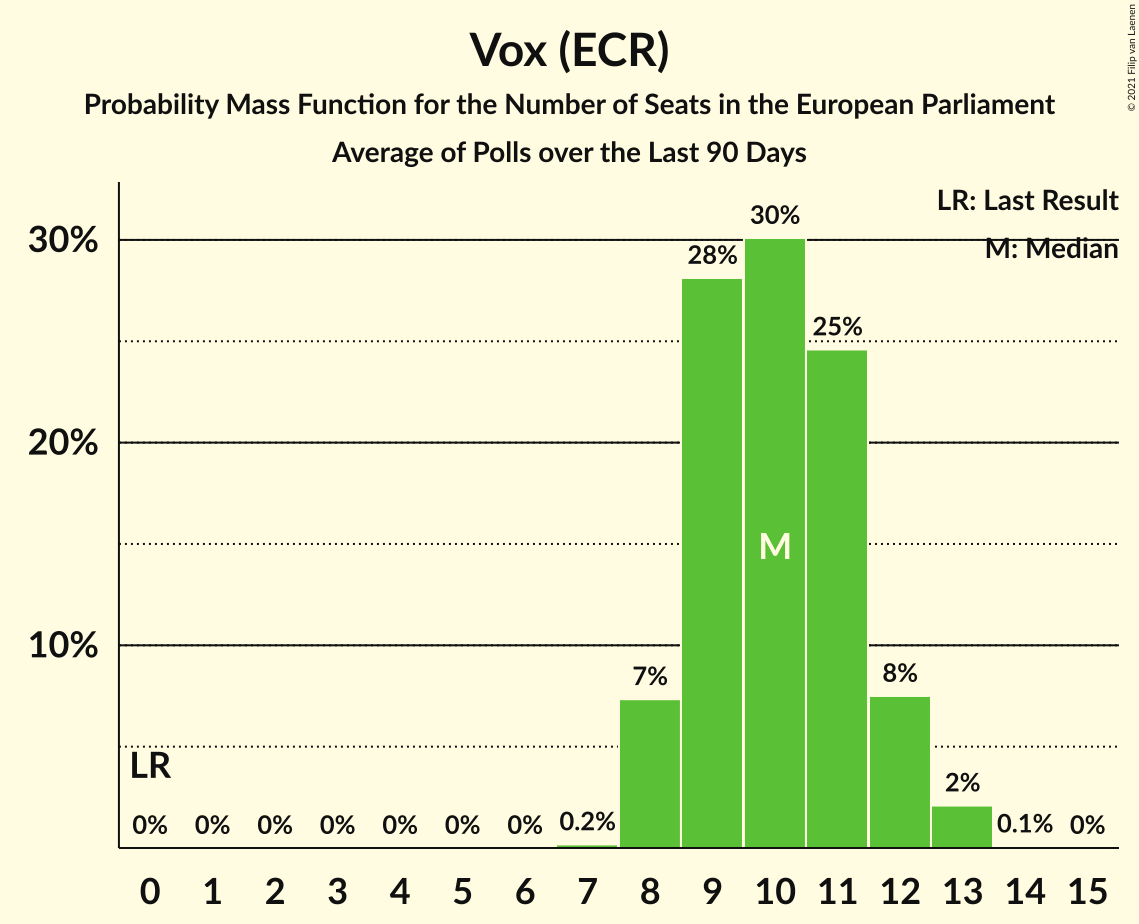 Vox (ECR)
Probability Mass Function for the Number of Seats in the European Parliament
Average of Polls over the Last 90 Days
© 2021 Filip van Laenen
LR: Last Result
M: Median
30%
20%
10%
LR
M
0% 0% 0% 0% 0% 0% 0% 0.2% 7% 28% 30% 25% 8% 2% 0.1% 0%
0 1 2 3 4 5 6 7 8 9 10 11 12 13 14 15